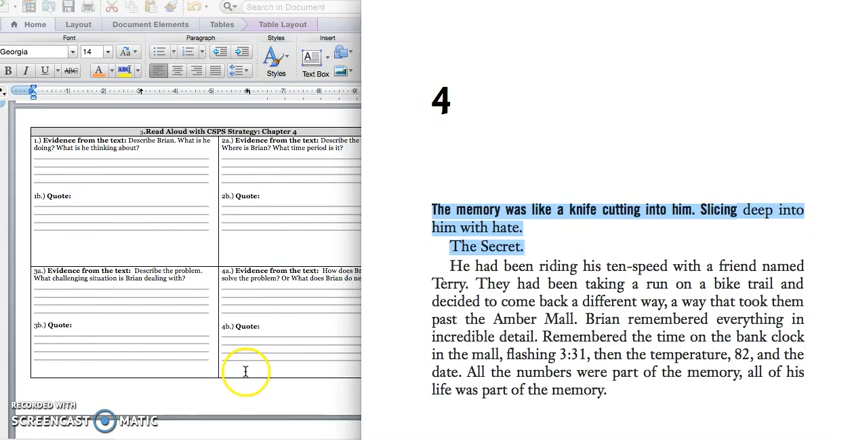 Search in Document
Home Layout Document Elements Tables Table Layout
Font Paragraph Styles Insert
Georgia 14 Aa
B I U ABC A ABC Styles A Text Box
3.Read Aloud with CSPS Strategy: Chapter 4
1.) Evidence from the text: Describe Brian. What is he
doing? What is he thinking about?
1b.) Quote:
2a.) Evidence from the text: Describe the
Where is Brian? What time period is it?
2b.) Quote:
3a.) Evidence from the text: Describe the problem.
What challenging situation is Brian dealing with?
3b.) Quote:
4a.) Evidence from the text: How does Br
solve the problem? Or What does Brian do ne
4b.) Quote:
RECORDED WITH
SCREENCAST MATIC
4
The memory was like a knife cutting into him. Slicing deep into
him with hate.
The Secret.
He had been riding his ten-speed with a friend named
Terry. They had been taking a run on a bike trail and
decided to come back a different way, a way that took them
past the Amber Mall. Brian remembered everything in
incredible detail. Remembered the time on the bank clock
in the mall, flashing 3:31, then the temperature, 82, and the
date. All the numbers were part of the memory, all of his
life was part of the memory.